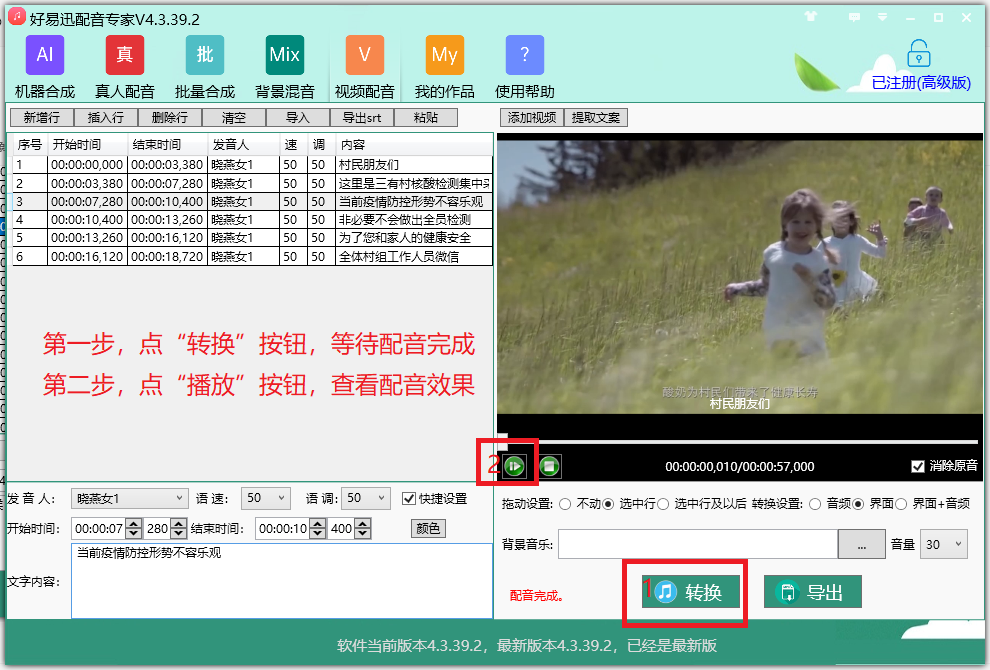 好易迅配音专家V4.3.39.2
AI 真 批 Mix V My ?
机器合成 真人配音 批量合成 背景混音 视频配音 我的作品 使用帮助
已注册(高级版)
新增行 插入行 删除行 清空 导入 导出srt 粘贴 添加视频 提取文案
序号 开始时间 结束时间 发音人 速 调 内容
1 00:00:00,000 00:00:03,380 晓燕女1 50 50 村民朋友们
2 00:00:03,380 00:00:07,280 晓燕女1 50 50 这里是三有村核酸检测集中采
3 00:00:07,280 00:00:10,400 晓燕女1 50 50 当前疫情防控形势不容乐观
4 00:00:10,400 00:00:13,260 晓燕女1 50 50 非必要不会做出全员检测
5 00:00:13,260 00:00:16,120 晓燕女1 50 50 为了您和家人的健康安全
6 00:00:16,120 00:00:18,720 晓燕女1 50 50 全体村组工作人员微信
第一步，点“转换”按钮，等待配音完成
第二步，点“播放”按钮，查看配音效果
酸奶为村民们带来了健康长寿
村民朋友们
2
00:00:00,010/00:00:57,000 消除原音
发音人: 晓燕女1 语速: 50 语调: 50 快捷设置
开始时间: 00:00:07 280 结束时间: 00:00:10 400 颜色
文字内容: 当前疫情防控形势不容乐观
拖动设置: 不动 选中行 选中行及以后 转换设置: 音频 界面 界面+音频
背景音乐: ... 音量 30
配音完成。
1 转换 导出
软件当前版本4.3.39.2，最新版本4.3.39.2，已经是最新版